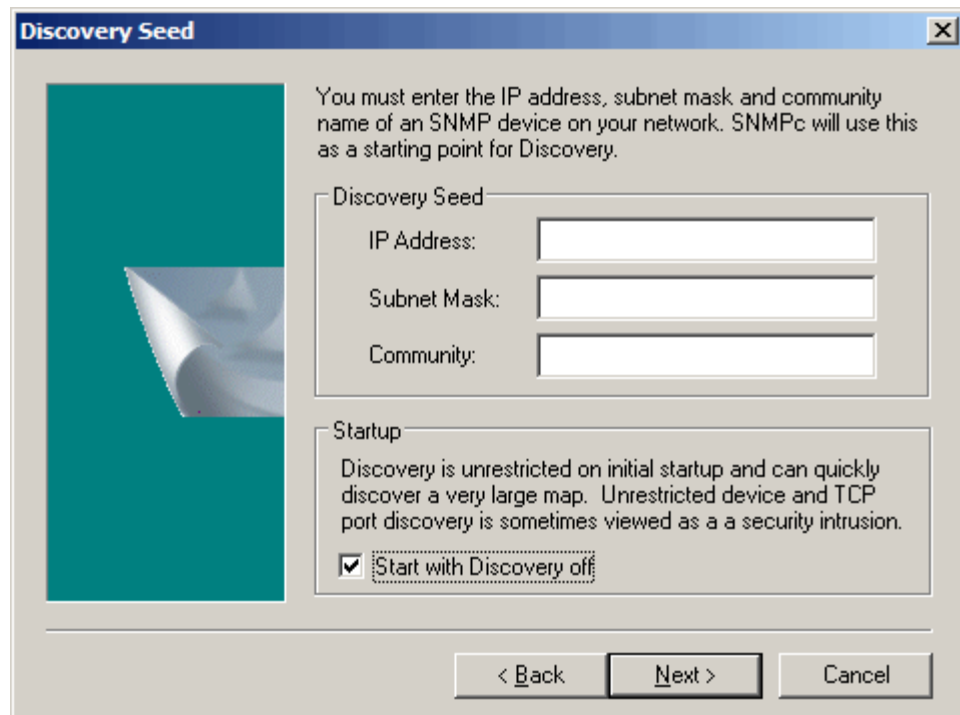 Discovery Seed
You must enter the IP address, subnet mask and community
name of an SNMP device on your network. SNMPc will use this
as a starting point for Discovery.
Discovery Seed
IP Address:
Subnet Mask:
Community:
Startup
Discovery is unrestricted on initial startup and can quickly
discover a very large map.  Unrestricted device and TCP
port discovery is sometimes viewed as a a security intrusion.
Start with Discovery off
< Back
Next >
Cancel